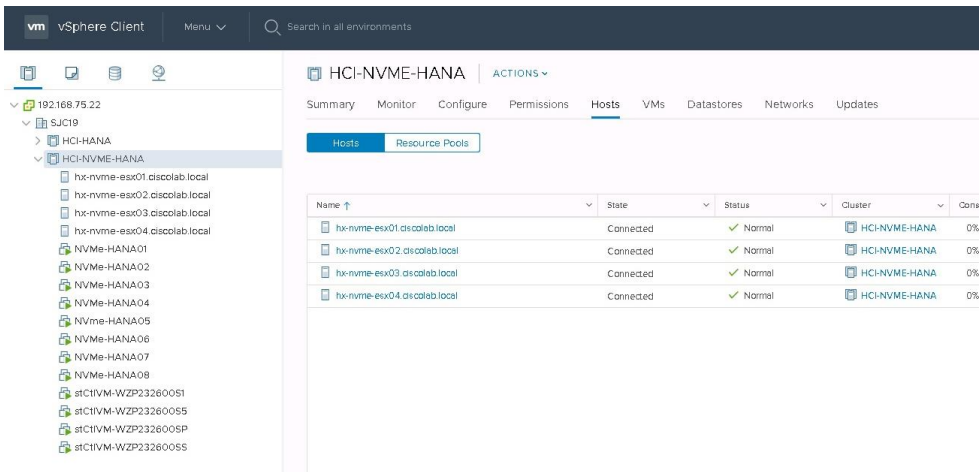 vm vSphere Client Menu Search in all environments
HCI-NVME-HANA ACTIONS
192.168.75.22
SJC19
HCI-HANA
HCI-NVME-HANA
hx-nvme-esx01.ciscolab.local
hx-nvme-esx02.ciscolab.local
hx-nvme-esx03.ciscolab.local
hx-nvme-esx04.ciscolab.local
NVMe-HANA01
NVMe-HANA02
NVMe-HANA03
NVMe-HANA04
NVme-HANA05
NVMe-HANA06
NVMe-HANA07
NVMe-HANA08
stCtlVM-WZP232600S1
stCtlVM-WZP232600S5
stCtlVM-WZP232600SP
stCtlVM-WZP232600SS
Summary Monitor Configure Permissions Hosts VMs Datastores Networks Updates
Hosts Resource Pools
Name State Status Cluster Cons
hx-nvme-esx01.ciscolab.local Connected Normal HCI-NVME-HANA 0%
hx-nvme-esx02.ciscolab.local Connected Normal HCI-NVME-HANA 0%
hx-nvme-esx03.ciscolab.local Connected Normal HCI-NVME-HANA 0%
hx-nvme-esx04.ciscolab.local Connected Normal HCI-NVME-HANA 0%